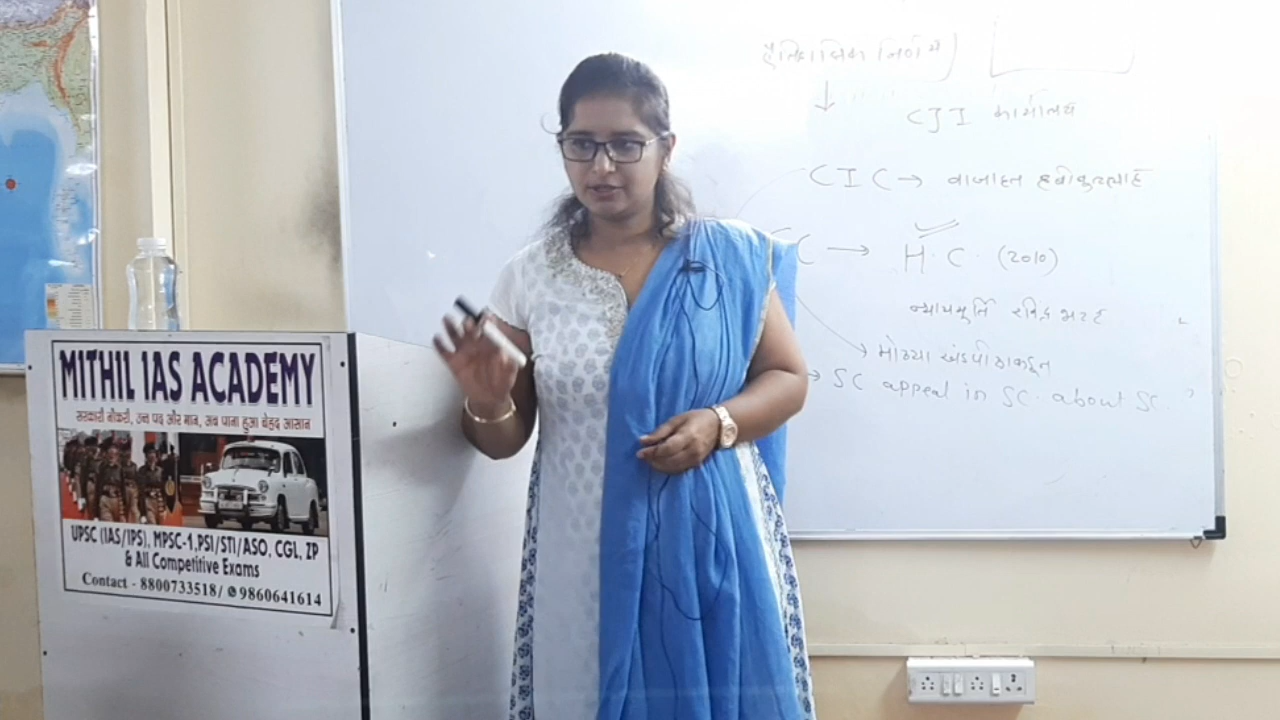 MITHIL IAS ACADEMY
सरकारी नौकरी, उच्च पद और मान, अब पाना हुआ बेहद आसान
UPSC (IAS/IPS), MPSC-1,PSI/STI/ASO, CGL, ZP
& All Competitive Exams
Contact - 8800733518/ 9860641614
ऐतिहासिक निर्णय
CJI कार्यालय
CIC → वाजाहत हबीबुल्लाह
→ H.C. (2010)
न्यायमूर्ति रविंद्र भट्ट
मोठ्या खंडपीठाकडून
→ SC appeal in SC. about SC